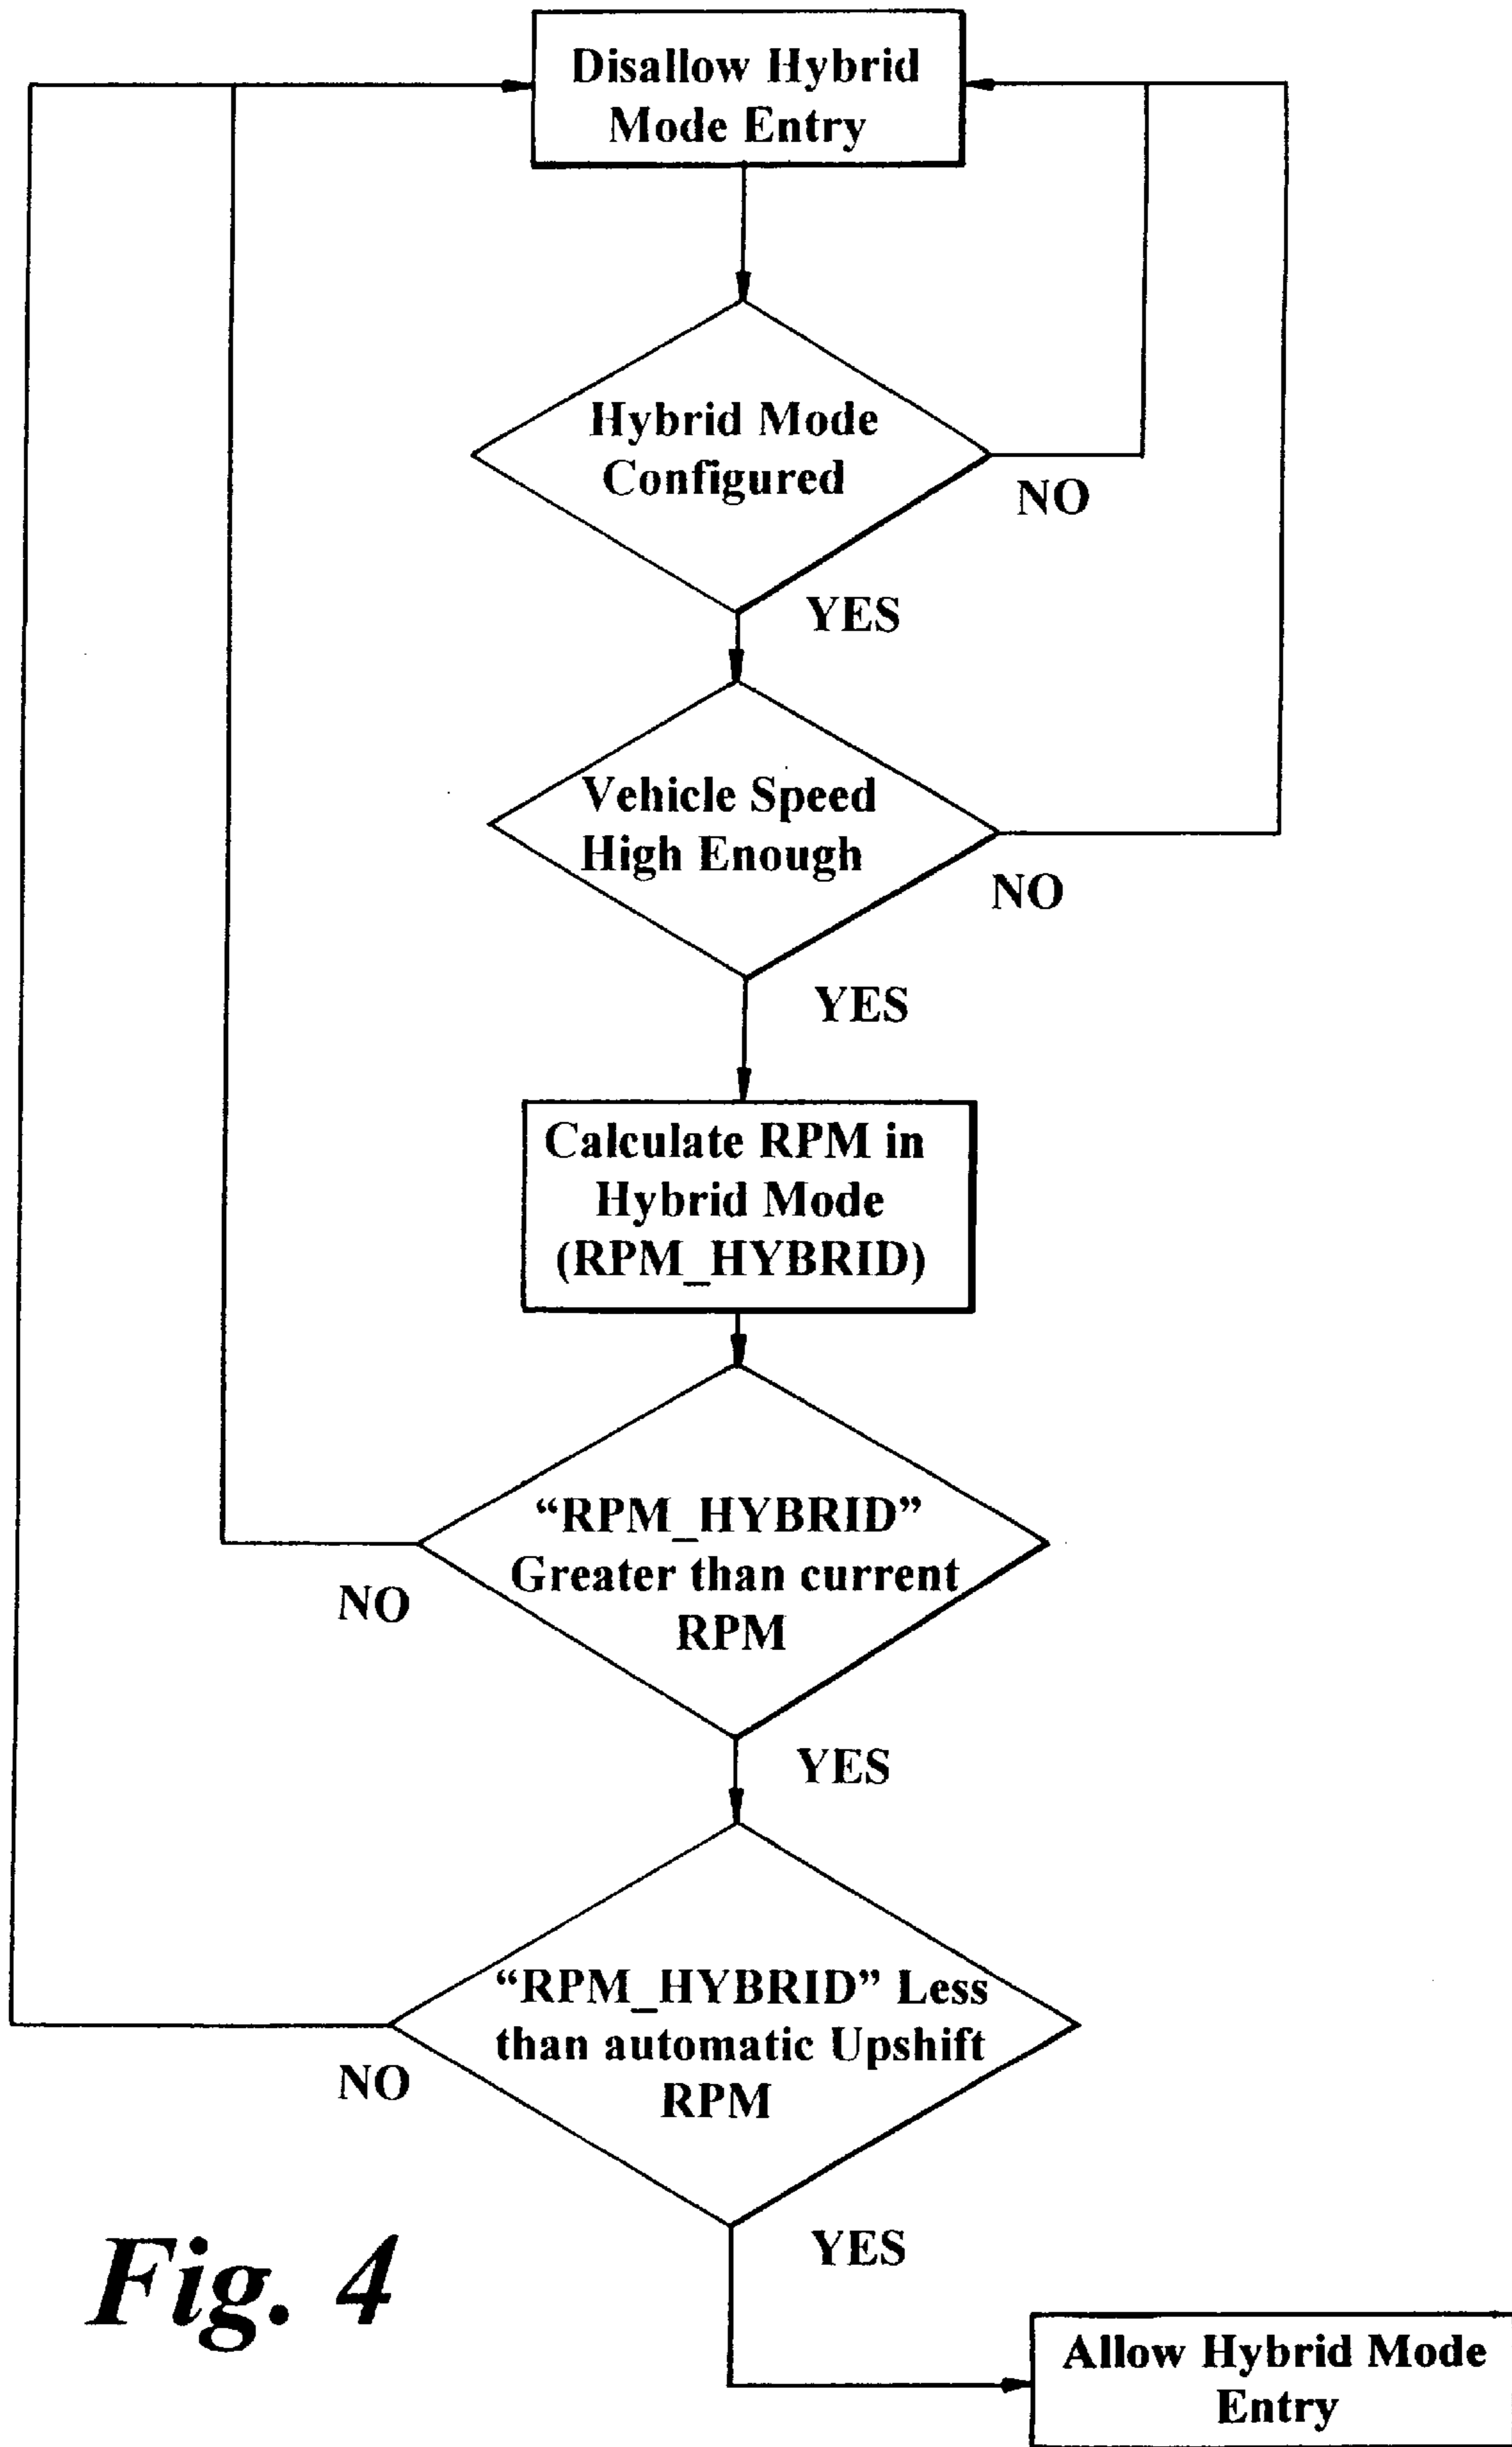 Disallow Hybrid
Mode Entry
Hybrid Mode
Configured
NO
YES
Vehicle Speed
High Enough
NO
YES
Calculate RPM in
Hybrid Mode
(RPM_HYBRID)
“RPM_HYBRID”
Greater than current
RPM
NO
YES
“RPM_HYBRID” Less
than automatic Upshift
RPM
NO
YES
Fig. 4
Allow Hybrid Mode
Entry